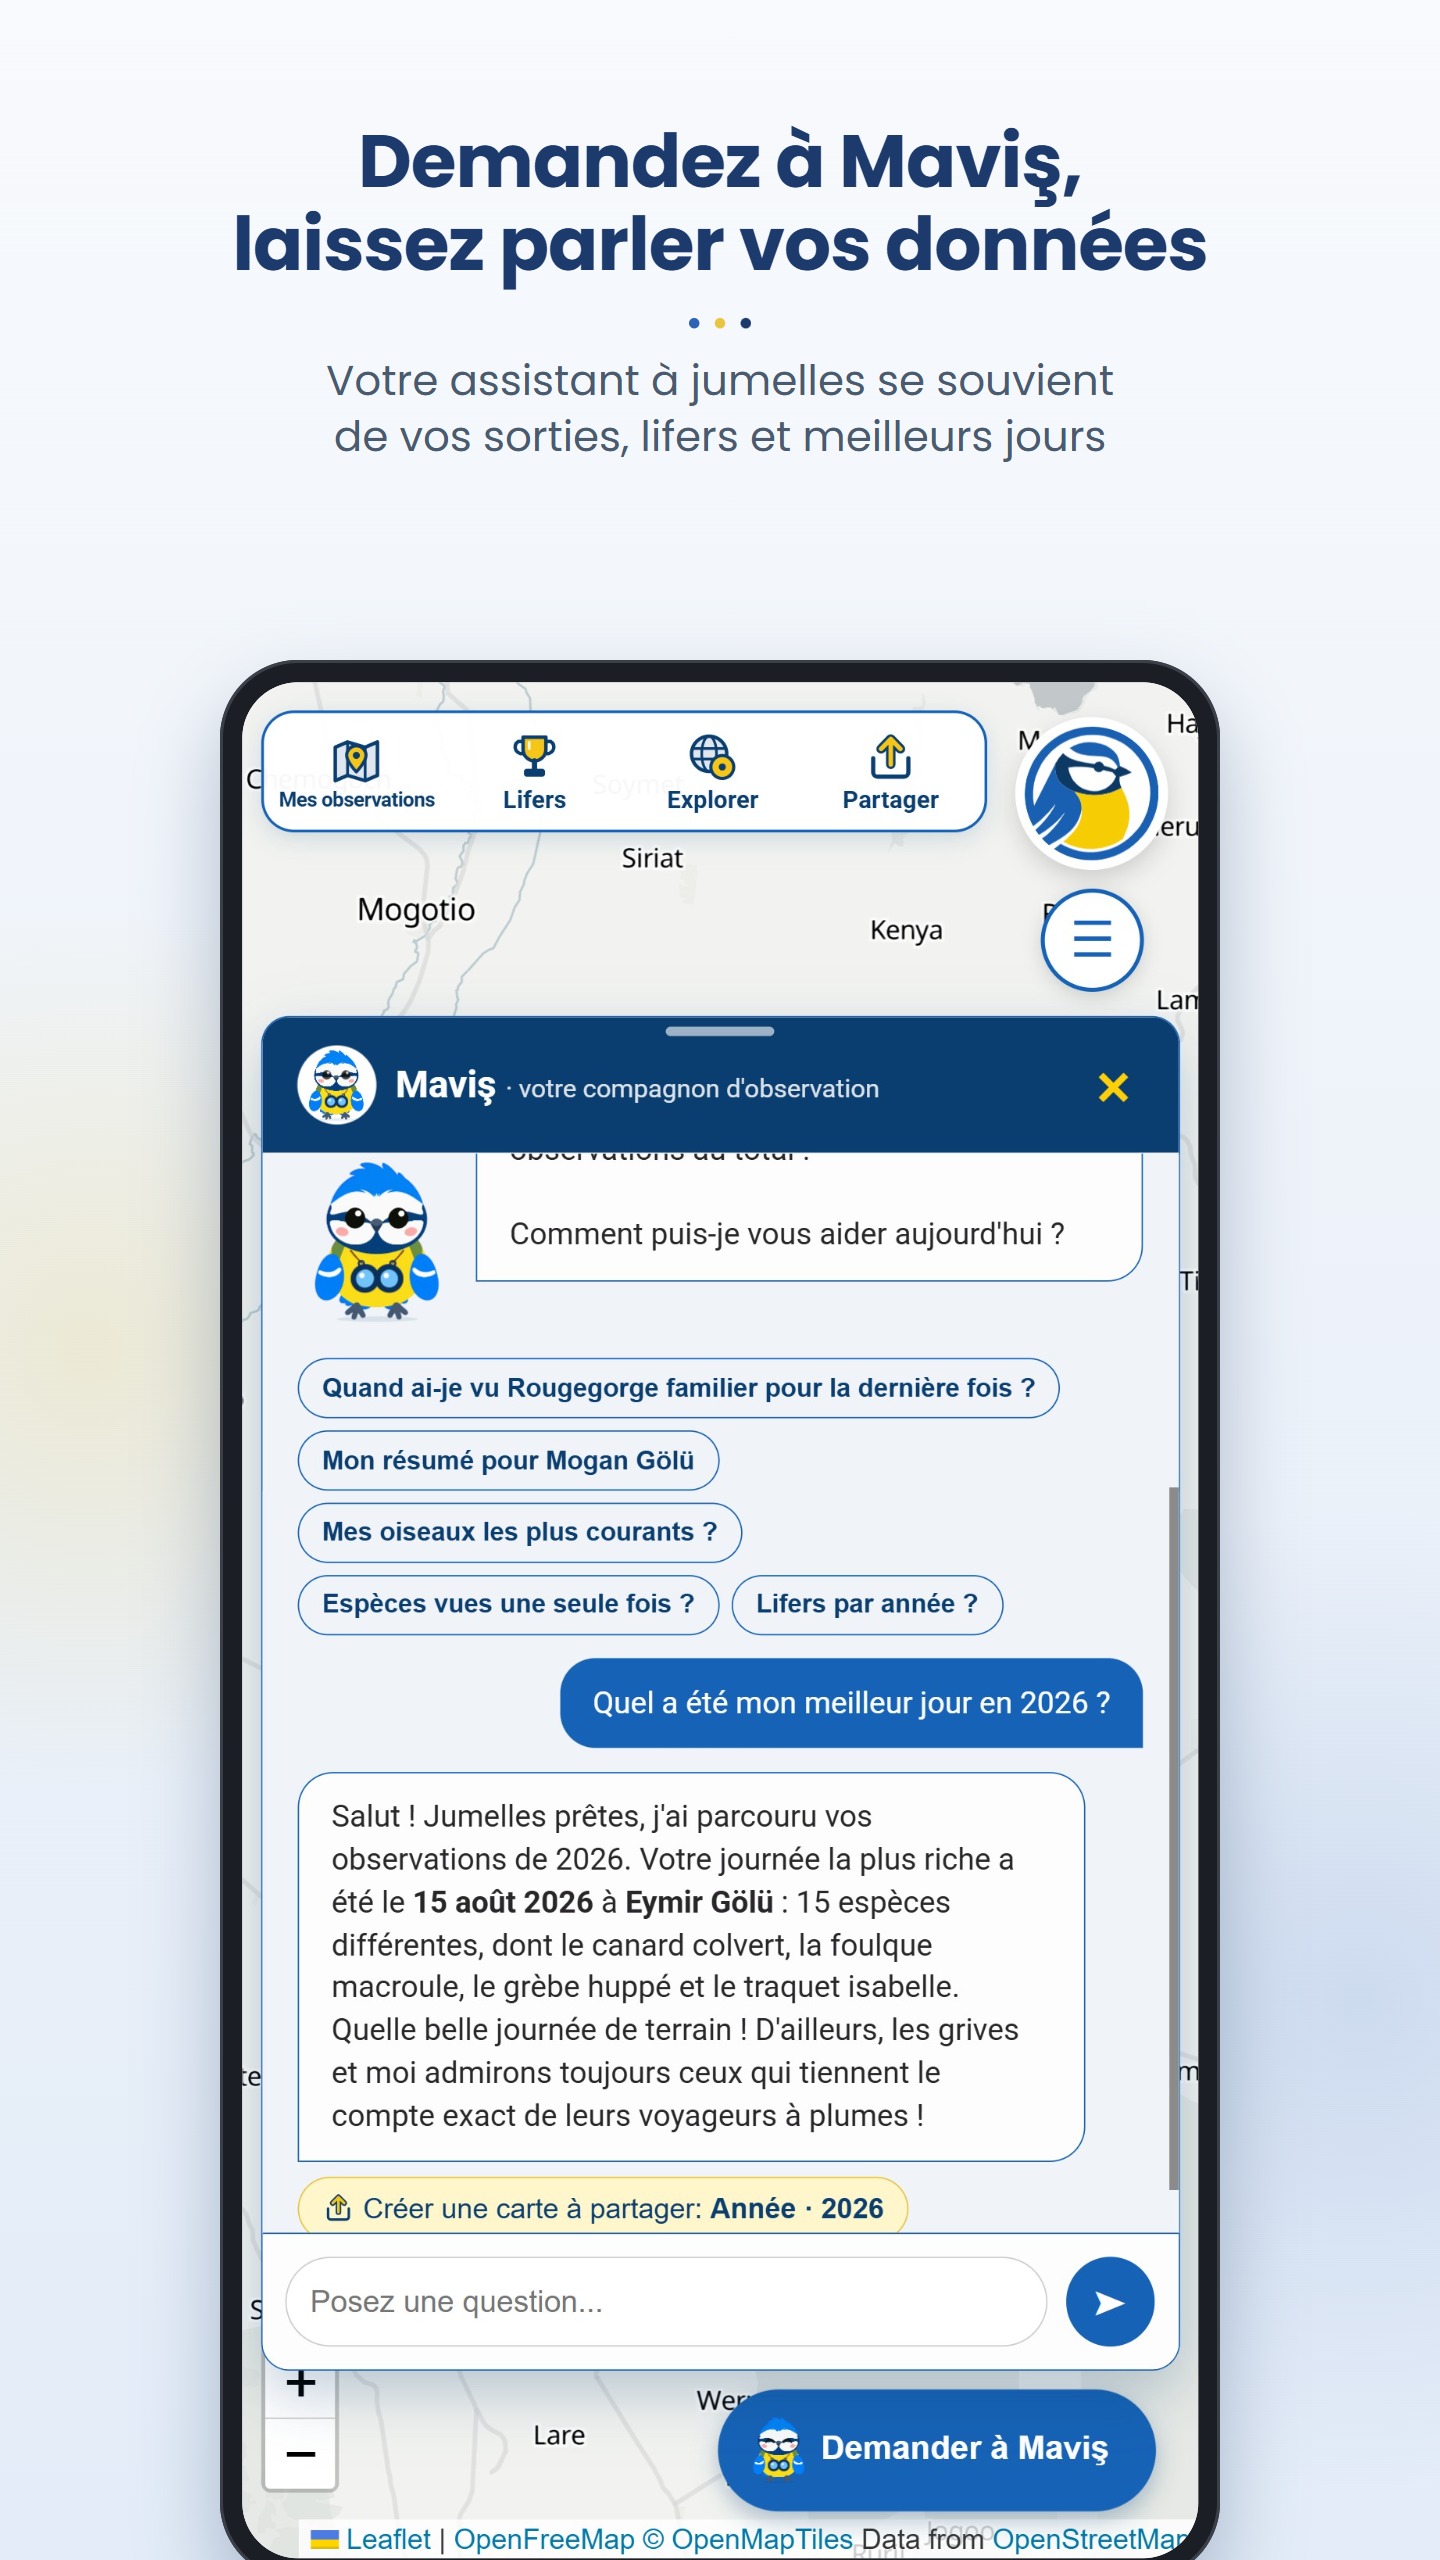 Demandez à Maviş,
laissez parler vos données
Votre assistant à jumelles se souvient
de vos sorties, lifers et meilleurs jours
Mes observations
Lifers
Explorer
Partager
Siriat
Mogotio
Kenya
Maviş · votre compagnon d'observation
observations au total.
Comment puis-je vous aider aujourd'hui ?
Quand ai-je vu Rougegorge familier pour la dernière fois ?
Mon résumé pour Mogan Gölü
Mes oiseaux les plus courants ?
Espèces vues une seule fois ? Lifers par année ?
Quel a été mon meilleur jour en 2026 ?
Salut ! Jumelles prêtes, j'ai parcouru vos
observations de 2026. Votre journée la plus riche a
été le 15 août 2026 à Eymir Gölü : 15 espèces
différentes, dont le canard colvert, la foulque
macroule, le grèbe huppé et le traquet isabelle.
Quelle belle journée de terrain ! D'ailleurs, les grives
et moi admirons toujours ceux qui tiennent le
compte exact de leurs voyageurs à plumes !
Créer une carte à partager: Année · 2026
Posez une question...
+
Lare
Demander à Maviş
−
Leaflet | OpenFreeMap © OpenMapTiles Data from OpenStreetMap